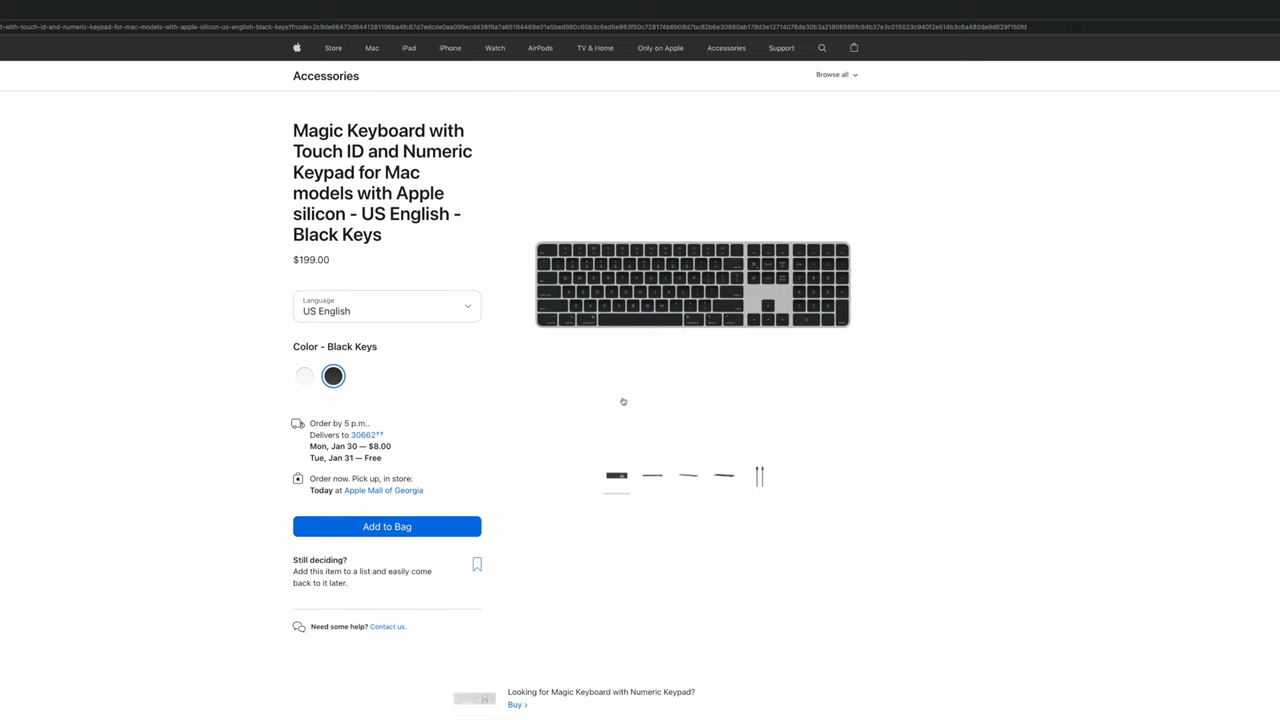 Store Mac iPad iPhone Watch AirPods TV & Home Only on Apple Accessories Support
Accessories
Browse all
Magic Keyboard with
Touch ID and Numeric
Keypad for Mac
models with Apple
silicon - US English -
Black Keys
$199.00
Language
US English
Color - Black Keys
Order by 5 p.m..
Delivers to 30662††
Mon, Jan 30 — $8.00
Tue, Jan 31 — Free
Order now. Pick up, in store:
Today at Apple Mall of Georgia
Add to Bag
Still deciding?
Add this item to a list and easily come
back to it later.
Need some help? Contact us.
Looking for Magic Keyboard with Numeric Keypad?
Buy >